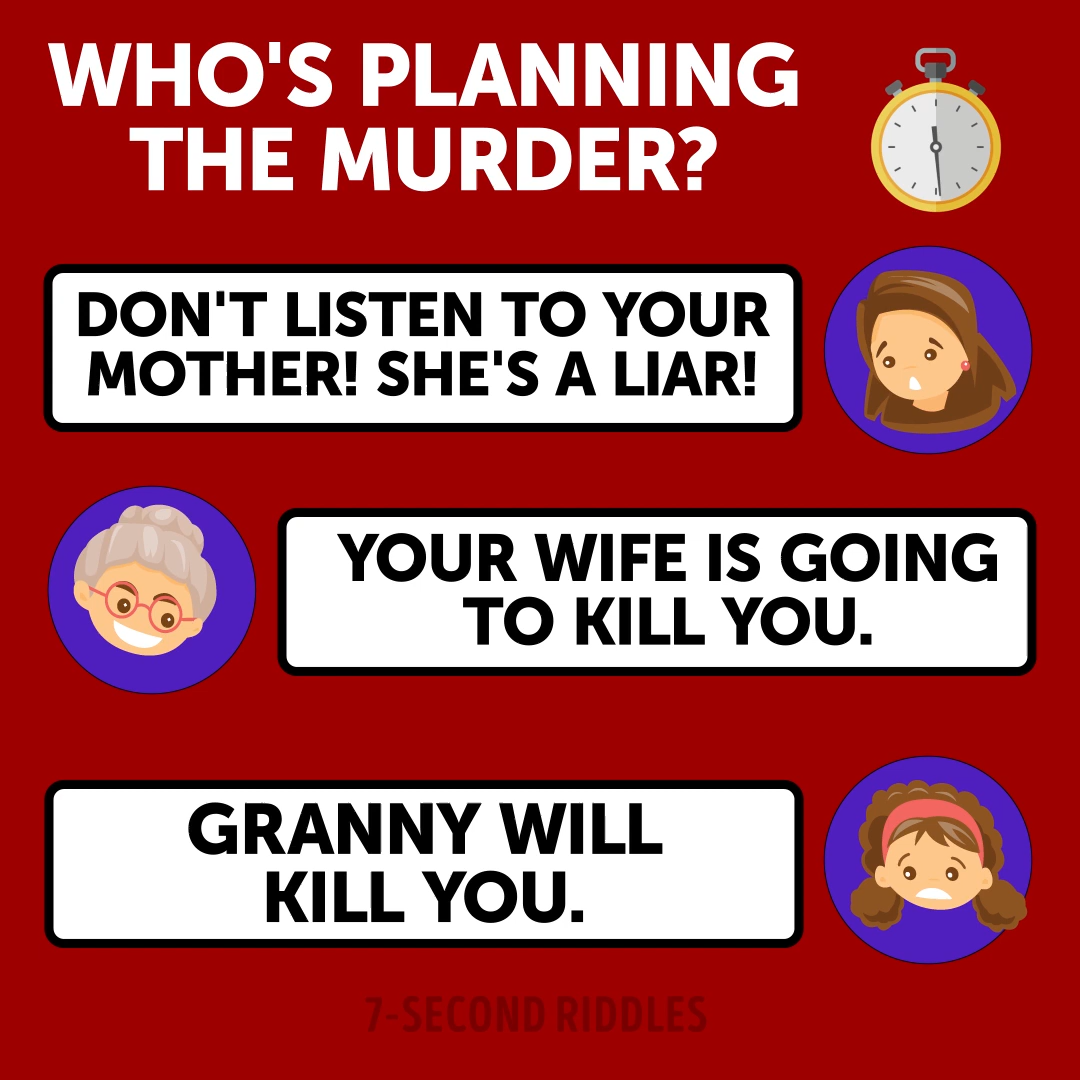 WHO'S PLANNING
THE MURDER?
DON'T LISTEN TO YOUR
MOTHER! SHE'S A LIAR!
YOUR WIFE IS GOING
TO KILL YOU.
GRANNY WILL
KILL YOU.
7-SECOND RIDDLES